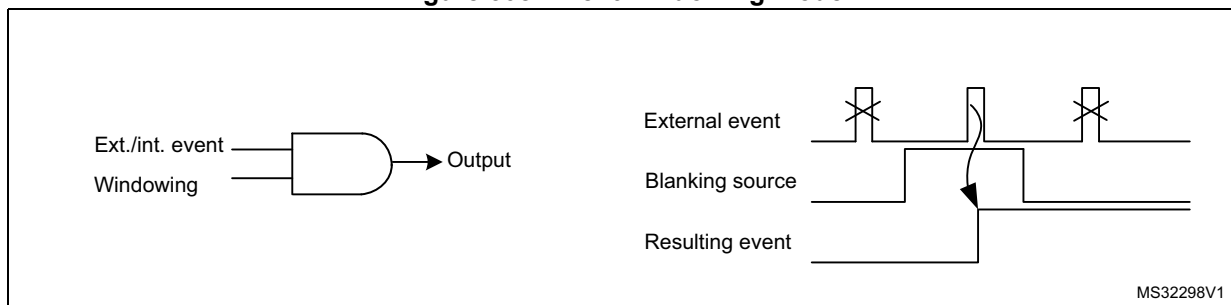 Ext./int. event
Windowing
Output
External event
Blanking source
Resulting event
MS32298V1